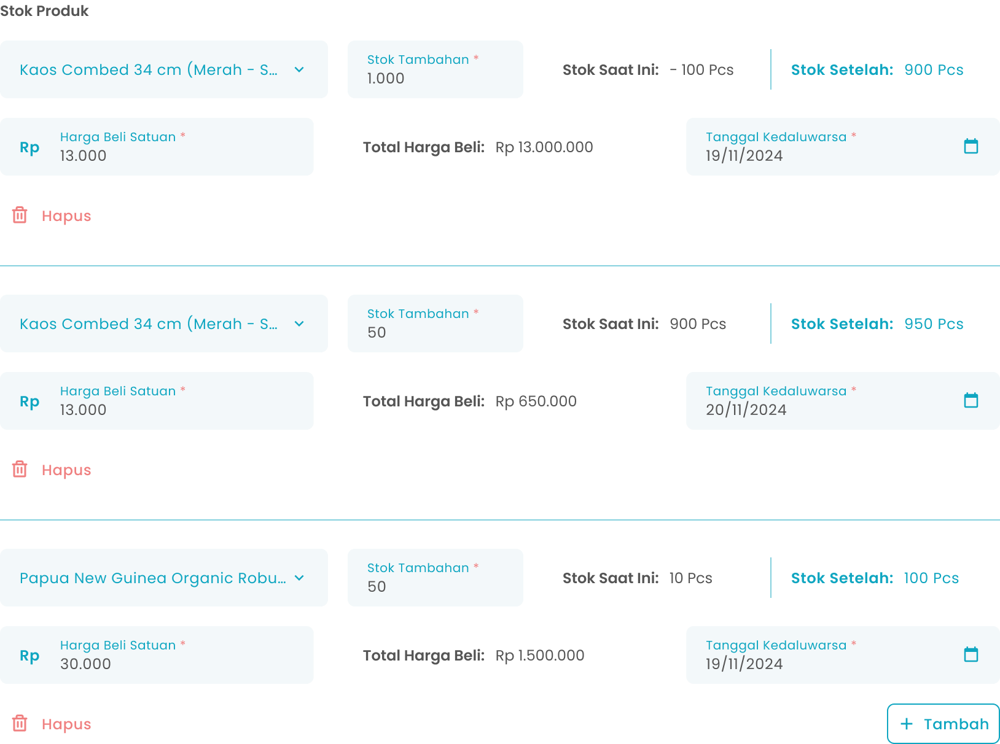 Stok Produk
Kaos Combed 34 cm (Merah - S...
Stok Tambahan *
1.000
Stok Saat Ini: - 100 Pcs
Stok Setelah: 900 Pcs
Rp
Harga Beli Satuan *
13.000
Total Harga Beli: Rp 13.000.000
Tanggal Kedaluwarsa *
19/11/2024
Hapus
Kaos Combed 34 cm (Merah - S...
Stok Tambahan *
50
Stok Saat Ini: 900 Pcs
Stok Setelah: 950 Pcs
Rp
Harga Beli Satuan *
13.000
Total Harga Beli: Rp 650.000
Tanggal Kedaluwarsa *
20/11/2024
Hapus
Papua New Guinea Organic Robu...
Stok Tambahan *
50
Stok Saat Ini: 10 Pcs
Stok Setelah: 100 Pcs
Rp
Harga Beli Satuan *
30.000
Total Harga Beli: Rp 1.500.000
Tanggal Kedaluwarsa *
19/11/2024
Hapus
+ Tambah